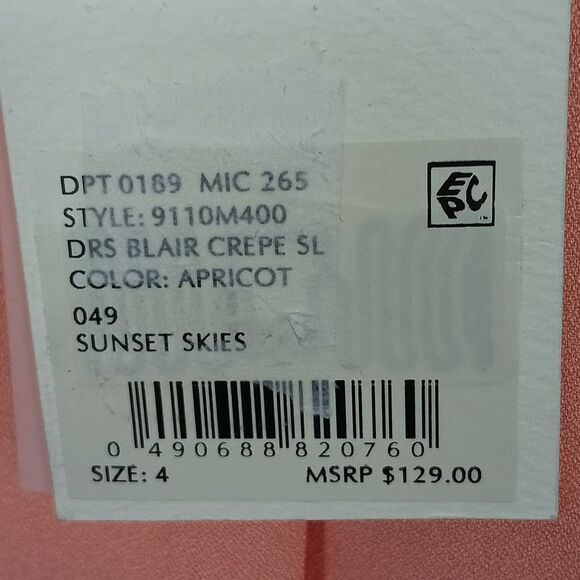 DPT 0189 MIC 265
EPC
STYLE: 9110M400
DRS BLAIR CREPE SL
COLOR: APRICOT
049
SUNSET SKIES
0 490688 820760
SIZE: 4 MSRP $129.00